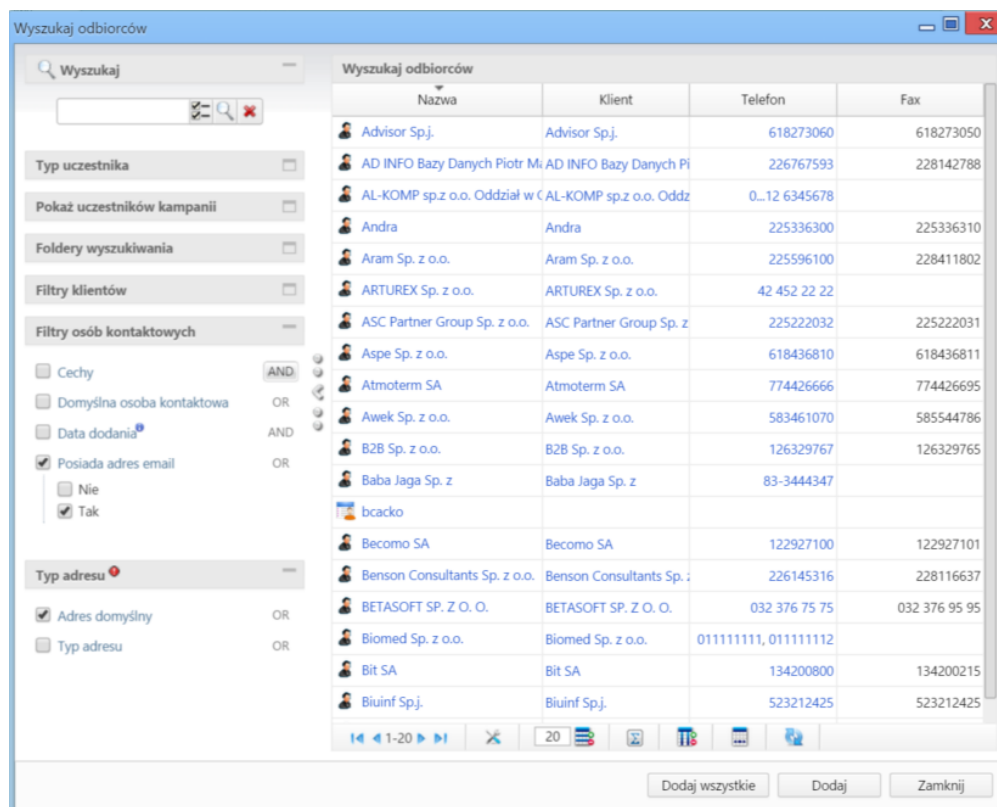 Wyszukaj odbiorców
Wyszukaj
Typ uczestnika
Pokaż uczestników kampanii
Foldery wyszukiwania
Filtry klientów
Filtry osób kontaktowych
Cechy AND
Domyślna osoba kontaktowa OR
Data dodania AND
Posiada adres email OR
Nie
Tak
Typ adresu
Adres domyślny OR
Typ adresu OR
Wyszukaj odbiorców
Nazwa Klient Telefon Fax
Advisor Sp.j. Advisor Sp.j. 618273060 618273050
AD INFO Bazy Danych Piotr AD INFO Bazy Danych 226767593 228142788
AL-KOMP sp.z o.o. Oddział w AL-KOMP sp.z o.o. Oddz 0...12 6345678
Andra Andra 225336300 225336310
Aram Sp. z o.o. Aram Sp. z o.o. 225596100 228411802
ARTUREX Sp. z o.o. ARTUREX Sp. z o.o. 42 452 22 22
ASC Partner Group Sp. z o.o. ASC Partner Group Sp. z 225222032 225222031
Aspe Sp. z o.o. Aspe Sp. z o.o. 618436810 618436811
Atmoterm SA Atmoterm SA 774426666 774426695
Awek Sp. z o.o. Awek Sp. z o.o. 583461070 585544786
B2B Sp. z o.o. B2B Sp. z o.o. 126329767 126329765
Baba Jaga Sp. z Baba Jaga Sp. z 83-3444347
bcacko
Becomo SA Becomo SA 122927100 122927101
Benson Consultants Sp. z o.o. Benson Consultants Sp. 226145316 228116637
BETASOFT SP. Z O. O. BETASOFT SP. Z O. O. 032 376 75 75 032 376 95 95
Biomed Sp. z o.o. Biomed Sp. z o.o. 011111111, 011111112
Bit SA Bit SA 134200800 134200215
Biuinf Sp.j. Biuinf Sp.j. 523212425 523212425
1-20 20
Dodaj wszystkie Dodaj Zamknij